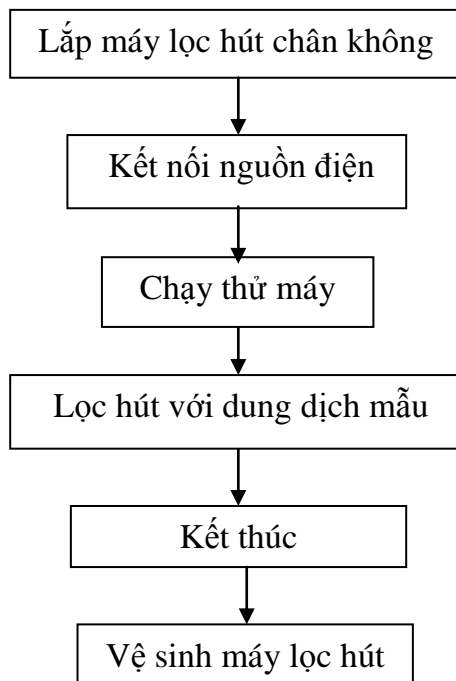 Lắp máy lọc hút chân không
Kết nối nguồn điện
Chạy thử máy
Lọc hút với dung dịch mẫu
Kết thúc
Vệ sinh máy lọc hút